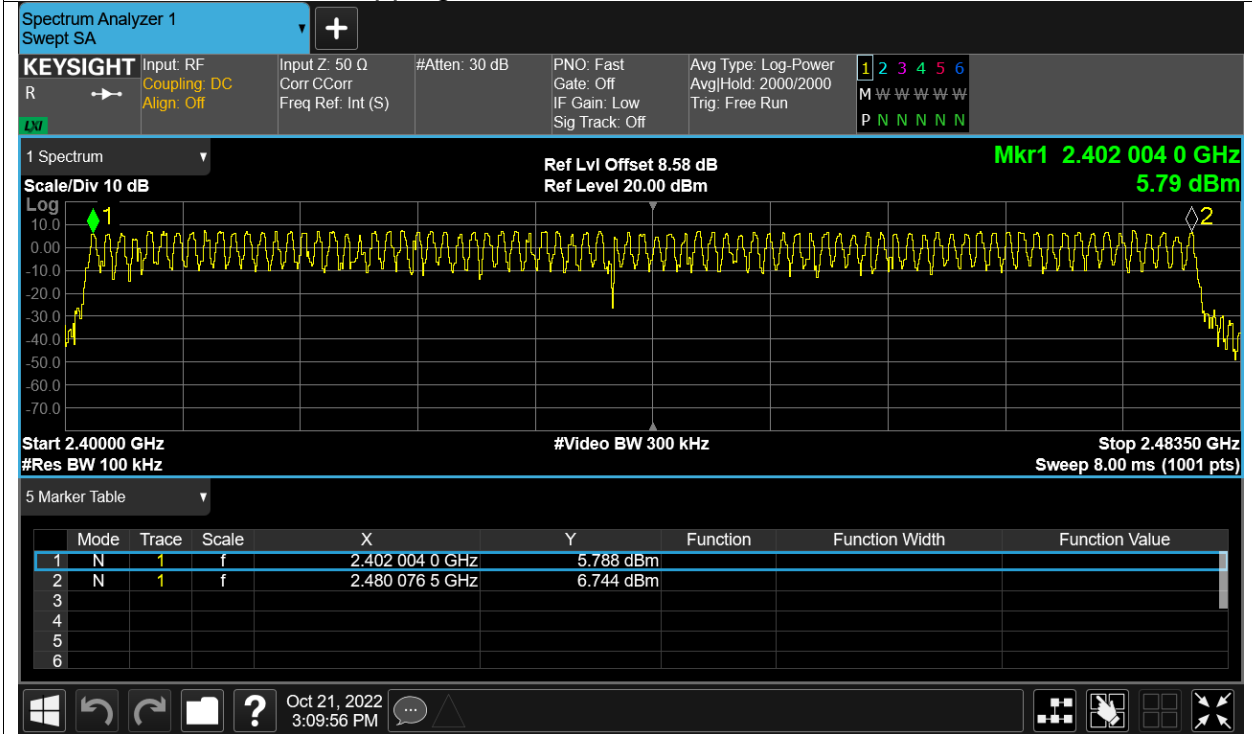 Spectrum Analyzer 1
Swept SA
+
KEYSIGHT
R
LXI
Input: RF
Coupling: DC
Align: Off
Input Z: 50 Ω
Corr CCorr
Freq Ref: Int (S)
#Atten: 30 dB
PNO: Fast
Gate: Off
IF Gain: Low
Sig Track: Off
Avg Type: Log-Power
Avg|Hold: 2000/2000
Trig: Free Run
1 2 3 4 5 6
M W W W W W
P N N N N N
1 Spectrum
Scale/Div 10 dB
Ref Lvl Offset 8.58 dB
Ref Level 20.00 dBm
Mkr1 2.402 004 0 GHz
5.79 dBm
Log
1
2
10.0
0.00
-10.0
-20.0
-30.0
-40.0
-50.0
-60.0
-70.0
Start 2.40000 GHz
#Res BW 100 kHz
#Video BW 300 kHz
Stop 2.48350 GHz
Sweep 8.00 ms (1001 pts)
5 Marker Table
Mode Trace Scale X Y Function Function Width Function Value
1 N 1 f 2.402 004 0 GHz 5.788 dBm
2 N 1 f 2.480 076 5 GHz 6.744 dBm
3
4
5
6
?
Oct 21, 2022
3:09:56 PM